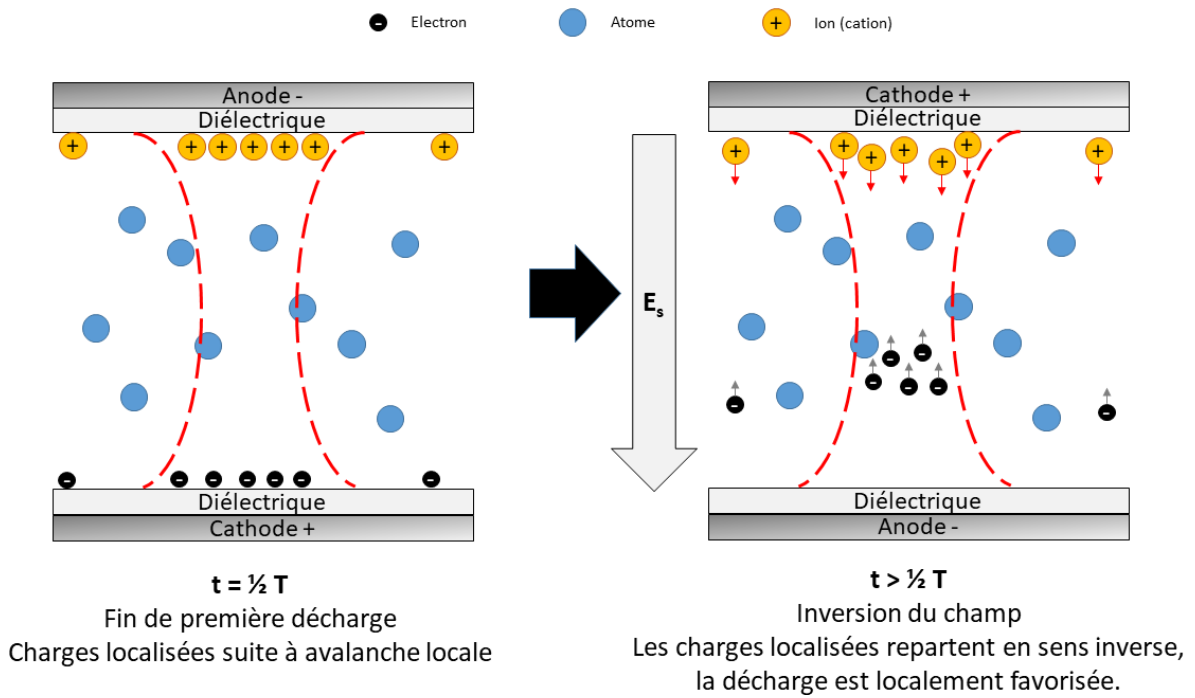 Electron
Atome
Ion (cation)
Anode -
Diélectrique
+ + + + + + +
- - - - - - -
Diélectrique
Cathode +
t = ½ T
Fin de première décharge
Charges localisées suite à avalanche locale
Cathode +
Diélectrique
+ + + + + + +
Es
- - - - - - -
Diélectrique
Anode -
t > ½ T
Inversion du champ
Les charges localisées repartent en sens inverse,
la décharge est localement favorisée.